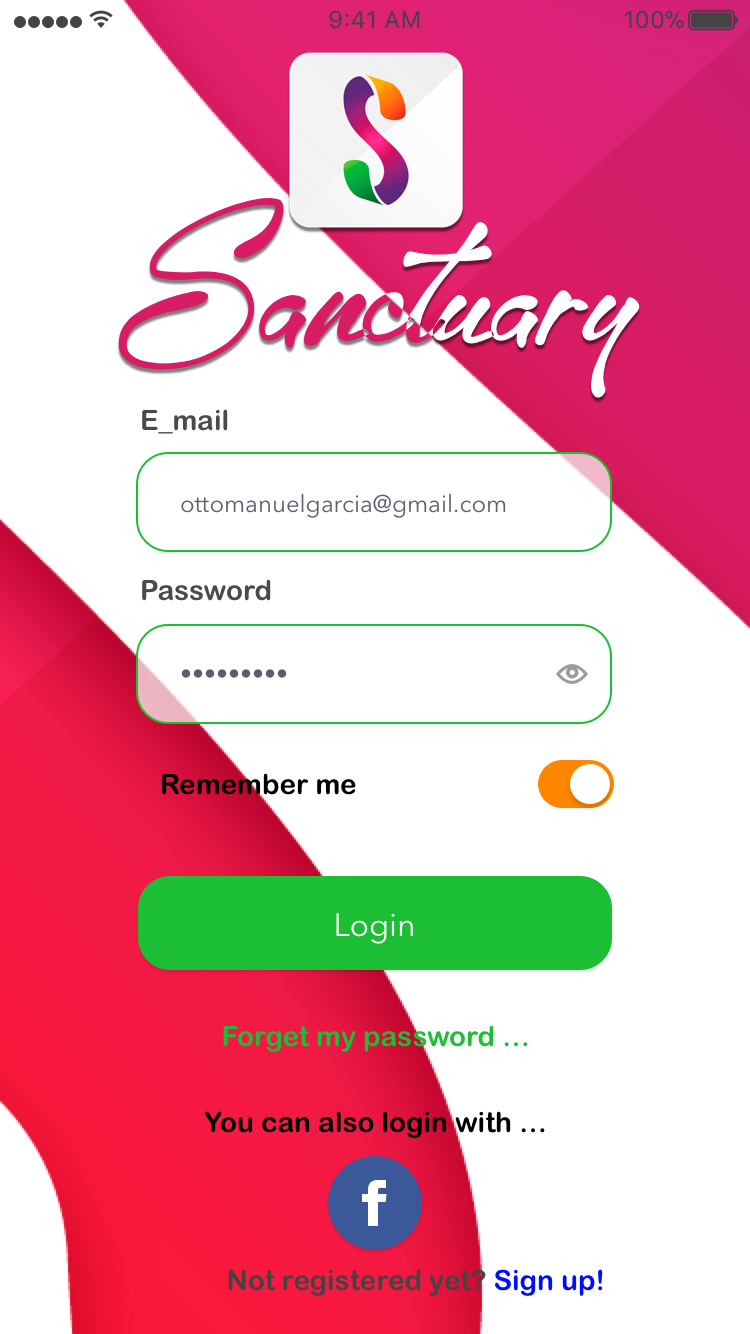 9:41 AM 100%
S
Sanctuary
E_mail
ottomanuelgarcia@gmail.com
Password
•••••••••
Remember me
Login
Forget my password ...
You can also login with ...
f
Not registered yet? Sign up!